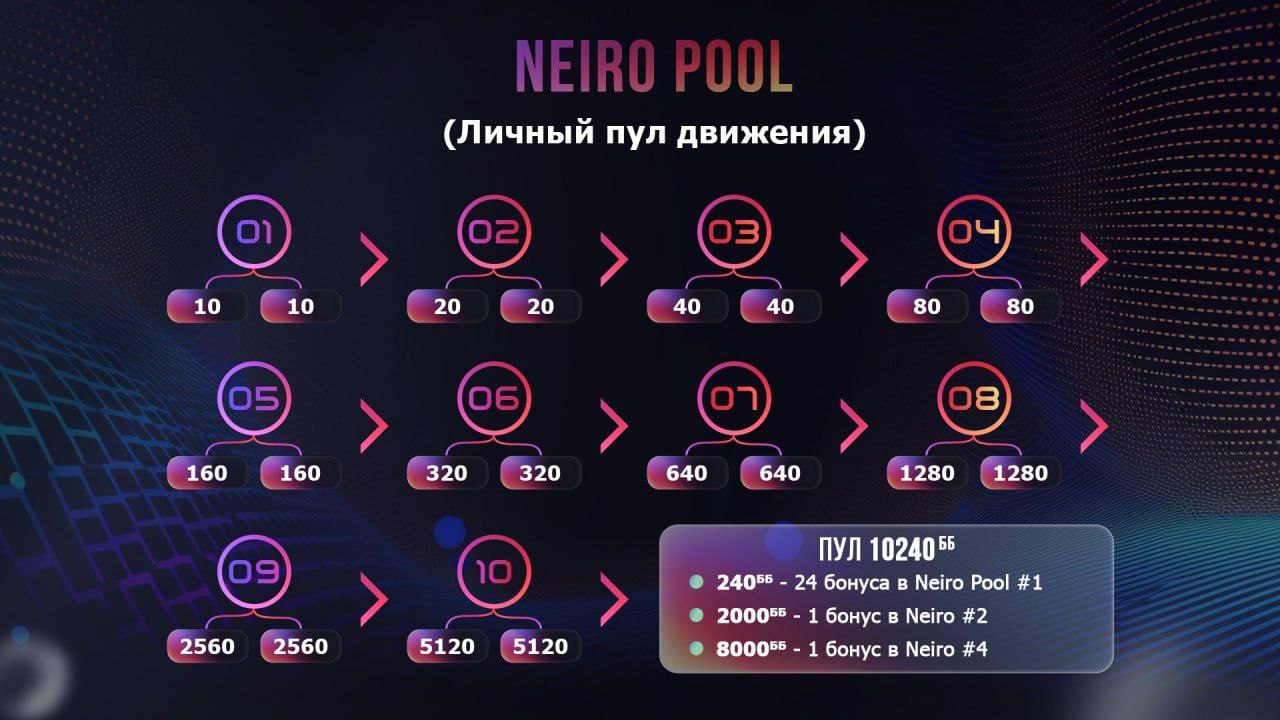 NEIRO POOL
(Личный пул движения)
01 02 03 04
10 10 20 20 40 40 80 80
05 06 07 08
160 160 320 320 640 640 1280 1280
09 10
2560 2560 5120 5120
ПУЛ 10240ББ
240ББ - 24 бонуса в Neiro Pool #1
2000ББ - 1 бонус в Neiro #2
8000ББ - 1 бонус в Neiro #4